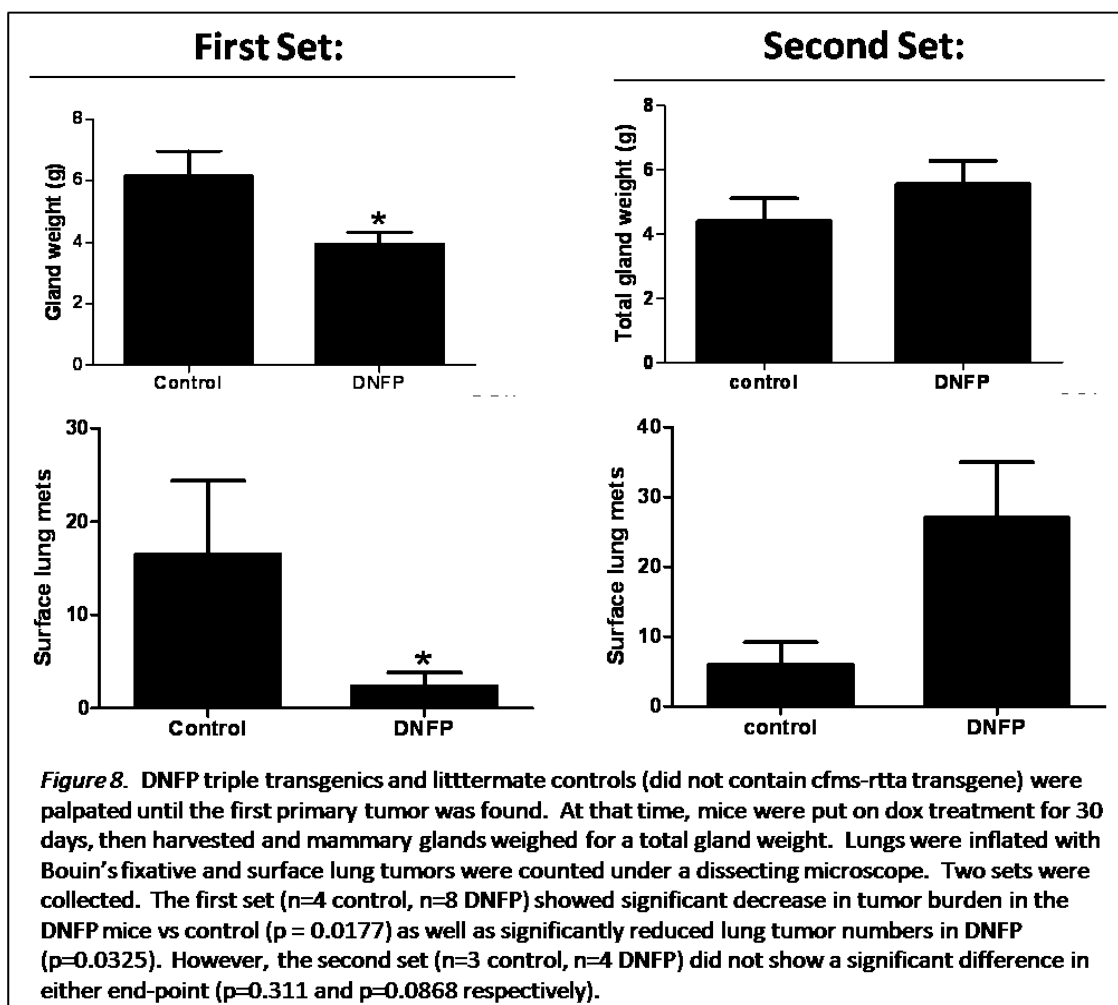 First Set:
Second Set:
Gland weight (g)
8
6
4
2
0
*
Control
DNFP
Total gland weight (g)
8
6
4
2
0
control
DNFP
Surface lung mets
30
20
10
0
*
Control
DNFP
Surface lung mets
40
30
20
10
0
control
DNFP
Figure 8. DNFP triple transgenics and litttermate controls (did not contain cfms-rtta transgene) were
palpated until the first primary tumor was found. At that time, mice were put on dox treatment for 30
days, then harvested and mammary glands weighed for a total gland weight. Lungs were inflated with
Bouin's fixative and surface lung tumors were counted under a dissecting microscope. Two sets were
collected. The first set (n=4 control, n=8 DNFP) showed significant decrease in tumor burden in the
DNFP mice vs control (p = 0.0177) as well as significantly reduced lung tumor numbers in DNFP
(p=0.0325). However, the second set (n=3 control, n=4 DNFP) did not show a significant difference in
either end-point (p=0.311 and p=0.0868 respectively).